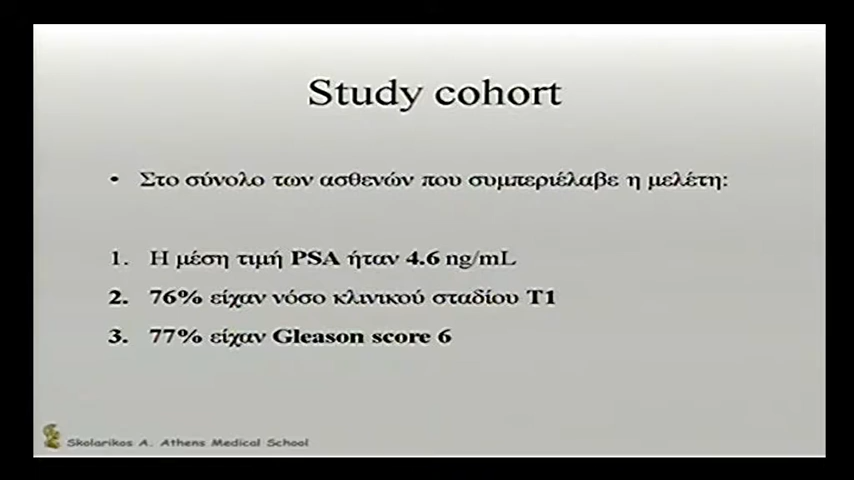 Study cohort
• Στο σύνολο των ασθενών που συμπεριέλαβε η μελέτη:
1. Η μέση τιμή PSA ήταν 4.6 ng/mL
2. 76% είχαν νόσο κλινικού σταδίου T1
3. 77% είχαν Gleason score 6
Skolarikos A. Athens Medical School